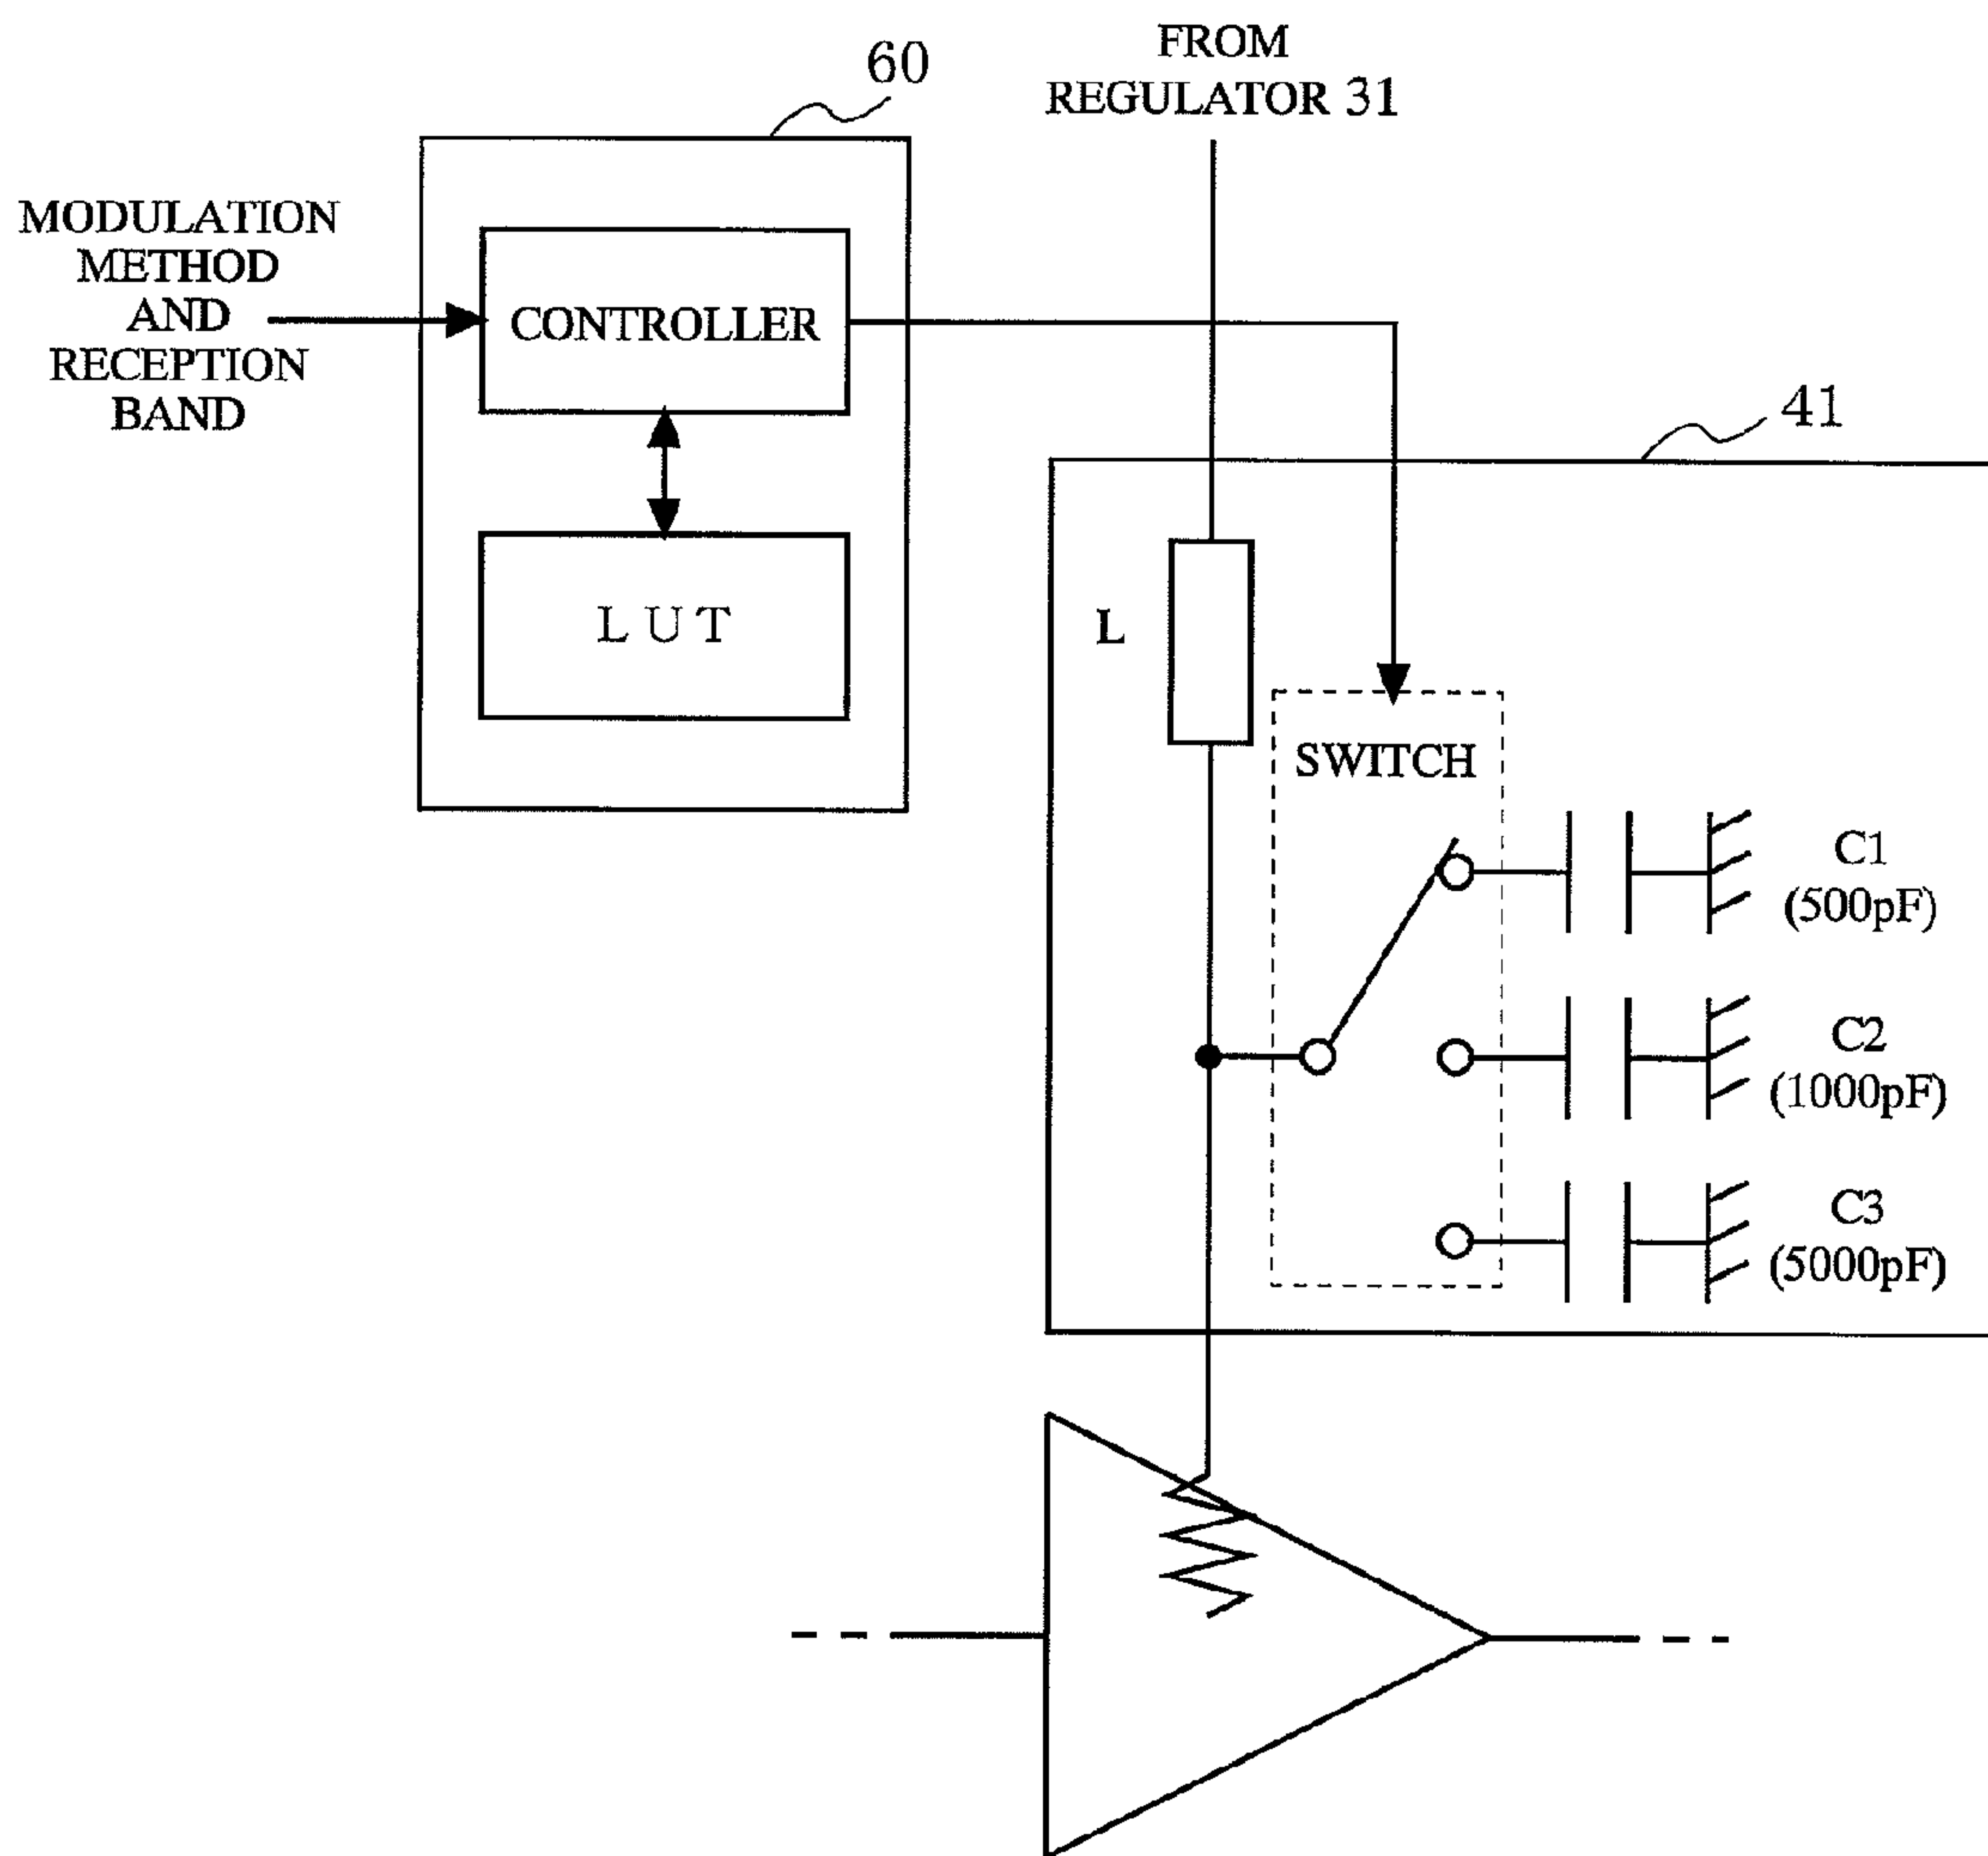 60
FROM
REGULATOR 31
MODULATION
METHOD
AND
RECEPTION
BAND
CONTROLLER
41
LUT
L
SWITCH
C1
(500pF)
C2
(1000pF)
C3
(5000pF)